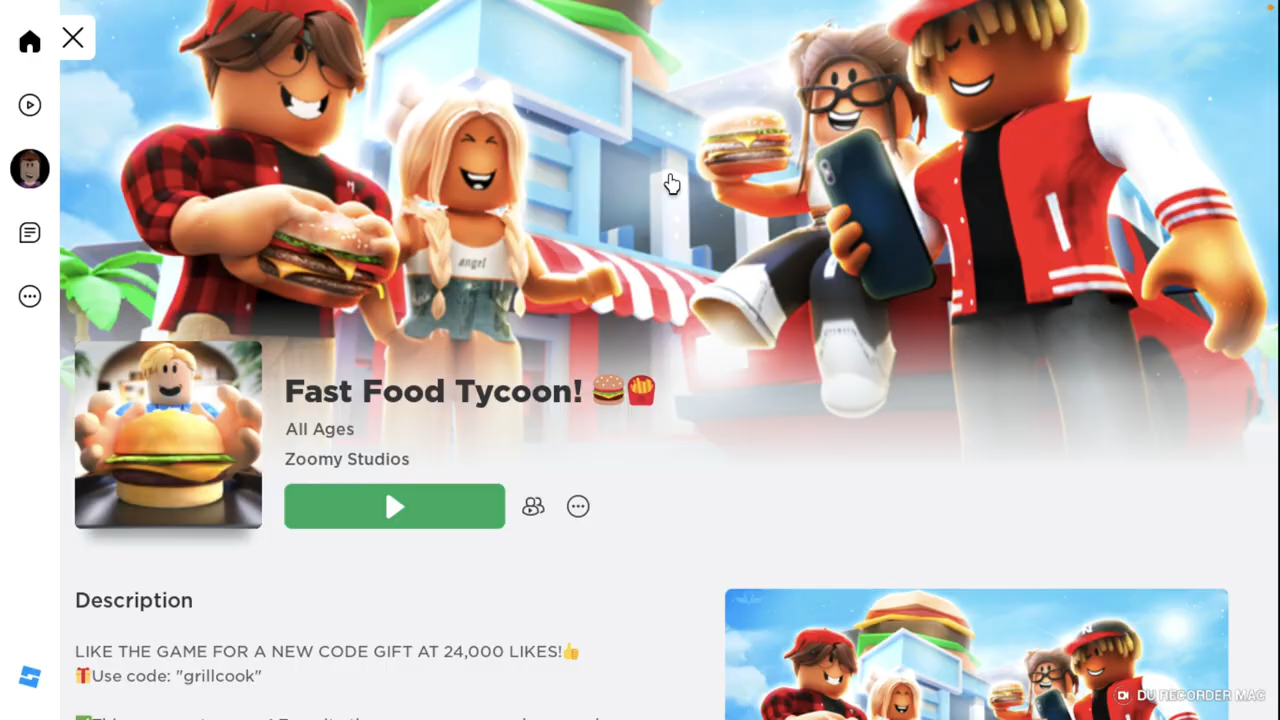 angel
Fast Food Tycoon! 🍔🍟
All Ages
Zoomy Studios
Description
LIKE THE GAME FOR A NEW CODE GIFT AT 24,000 LIKES!👍
🎁Use code: "grillcook"
DU RECORDER MAC